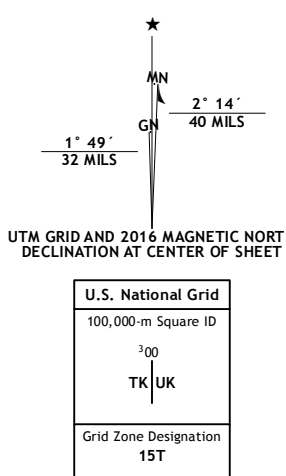 ★
MN
GN
2° 14´
40 MILS
1° 49´
32 MILS
UTM GRID AND 2016 MAGNETIC NORT
DECLINATION AT CENTER OF SHEET
U.S. National Grid
100,000-m Square ID
³00
TK UK
Grid Zone Designation
15T